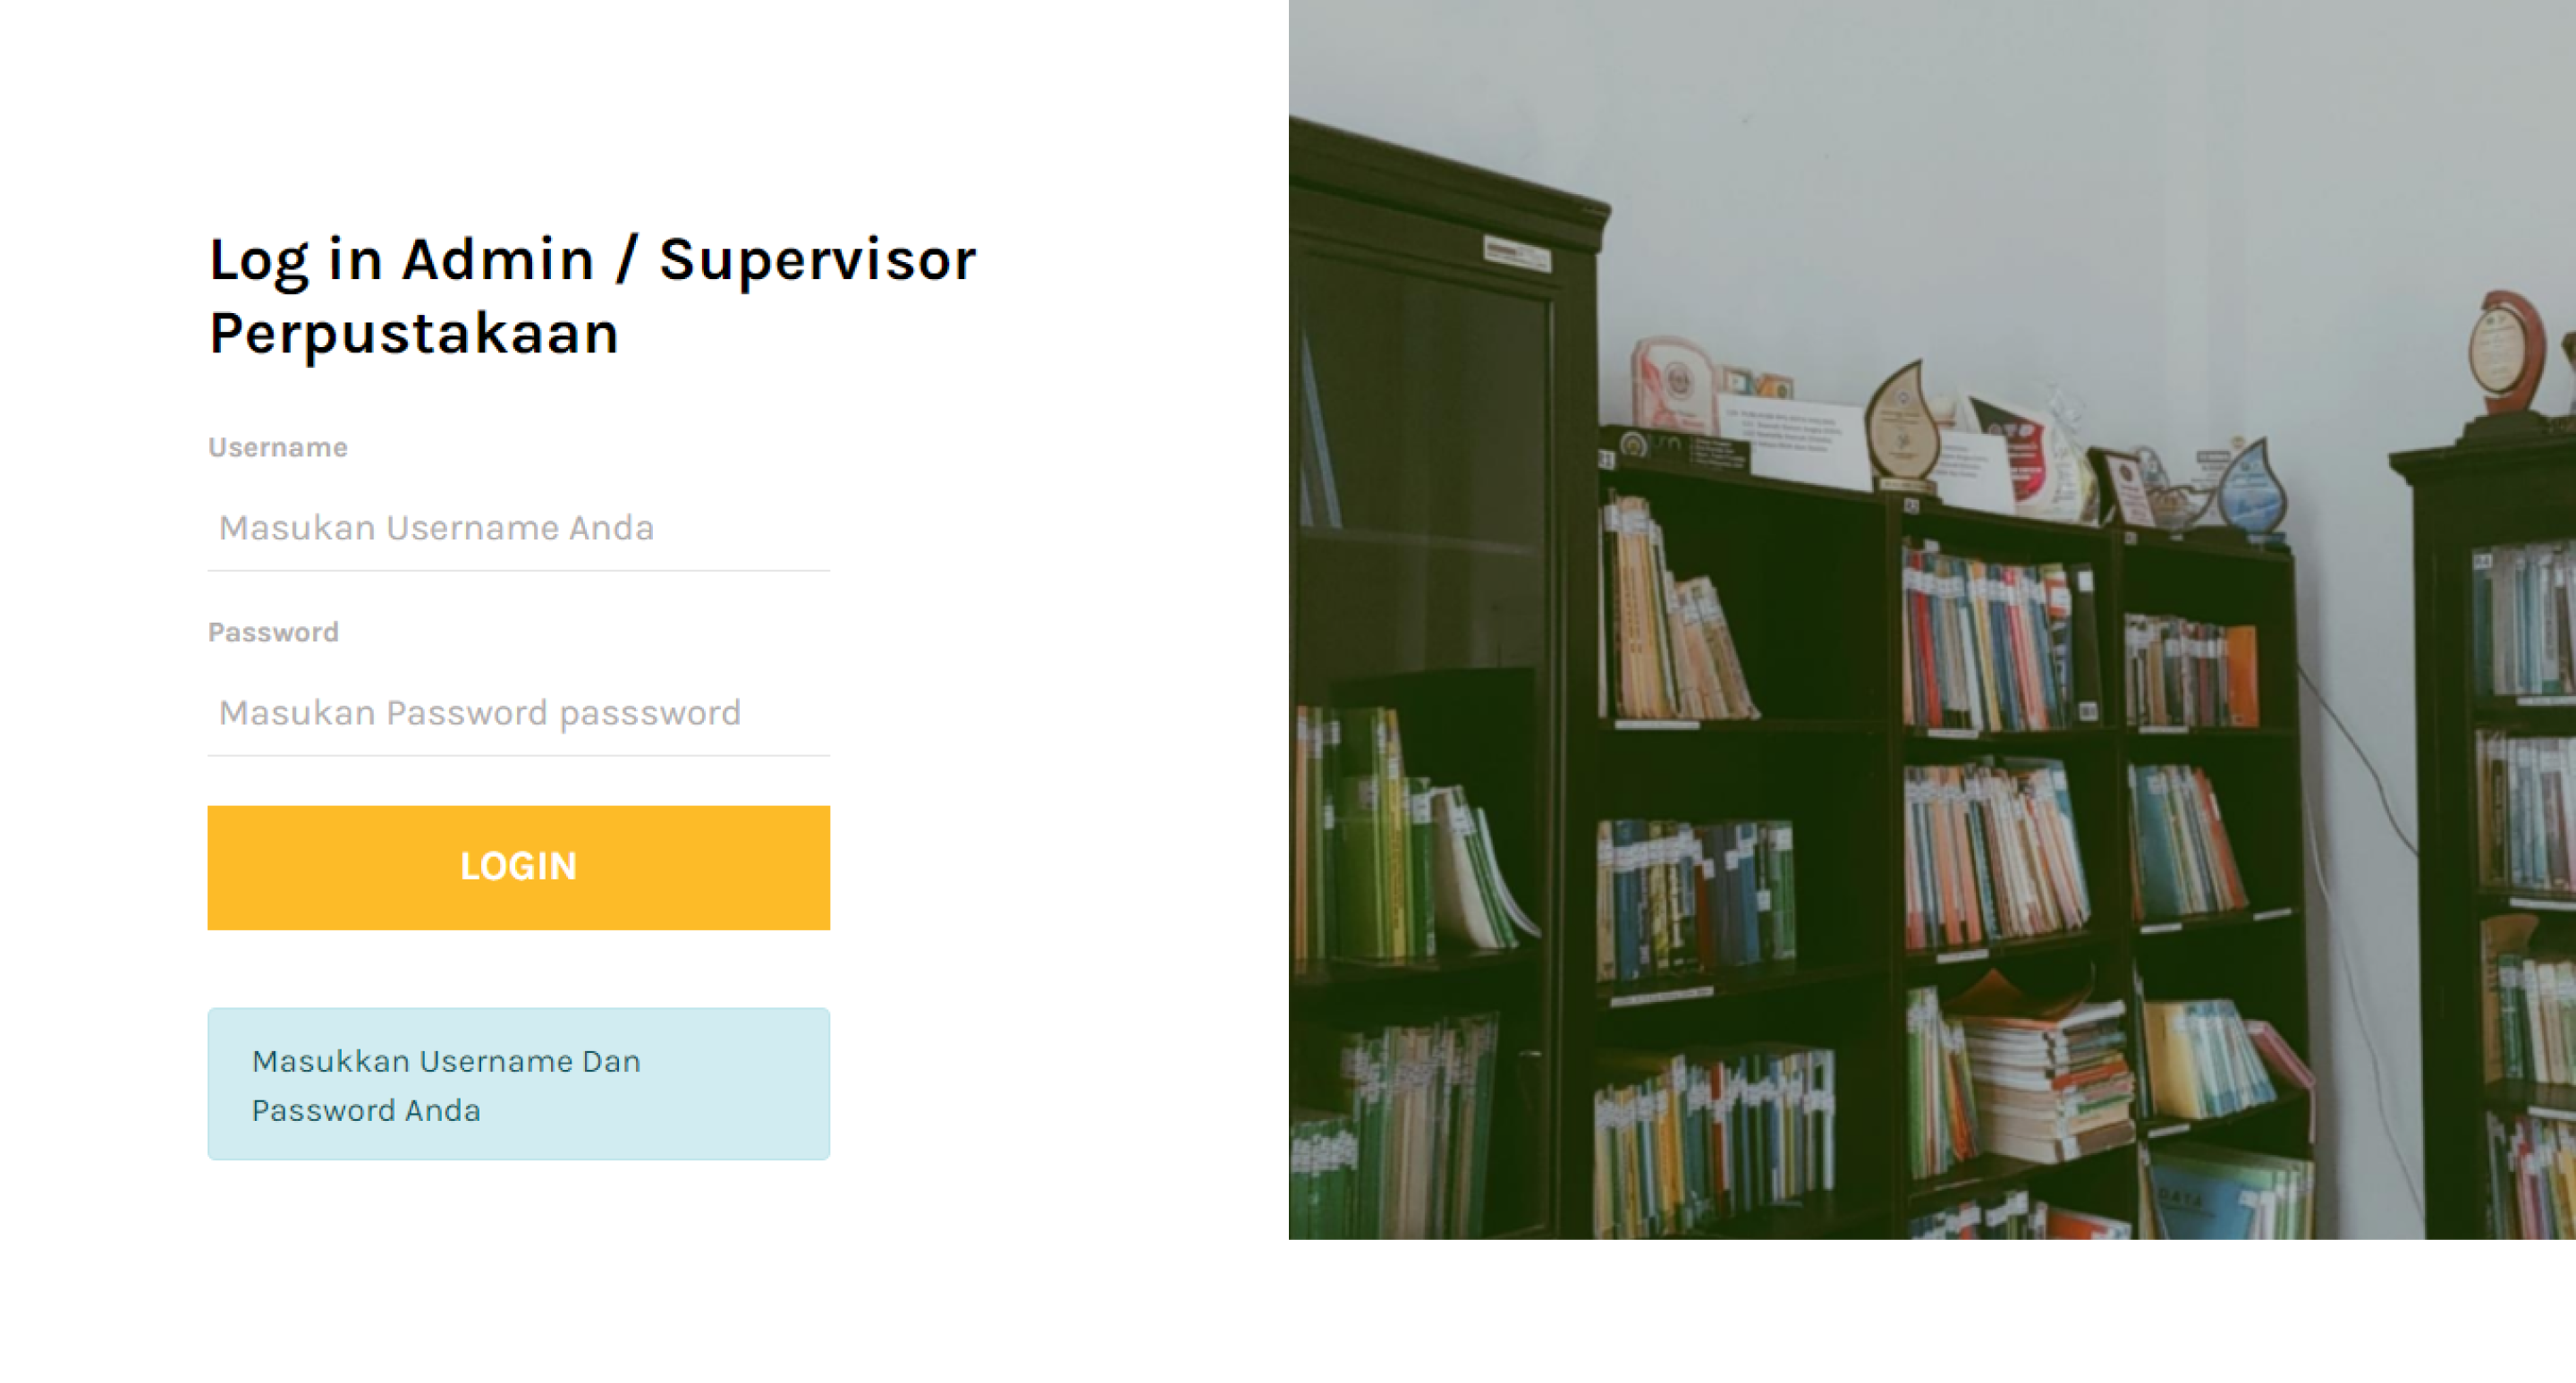 Log in Admin / Supervisor
Perpustakaan
Username
Masukan Username Anda
Password
Masukan Password passsword
LOGIN
Masukkan Username Dan
Password Anda